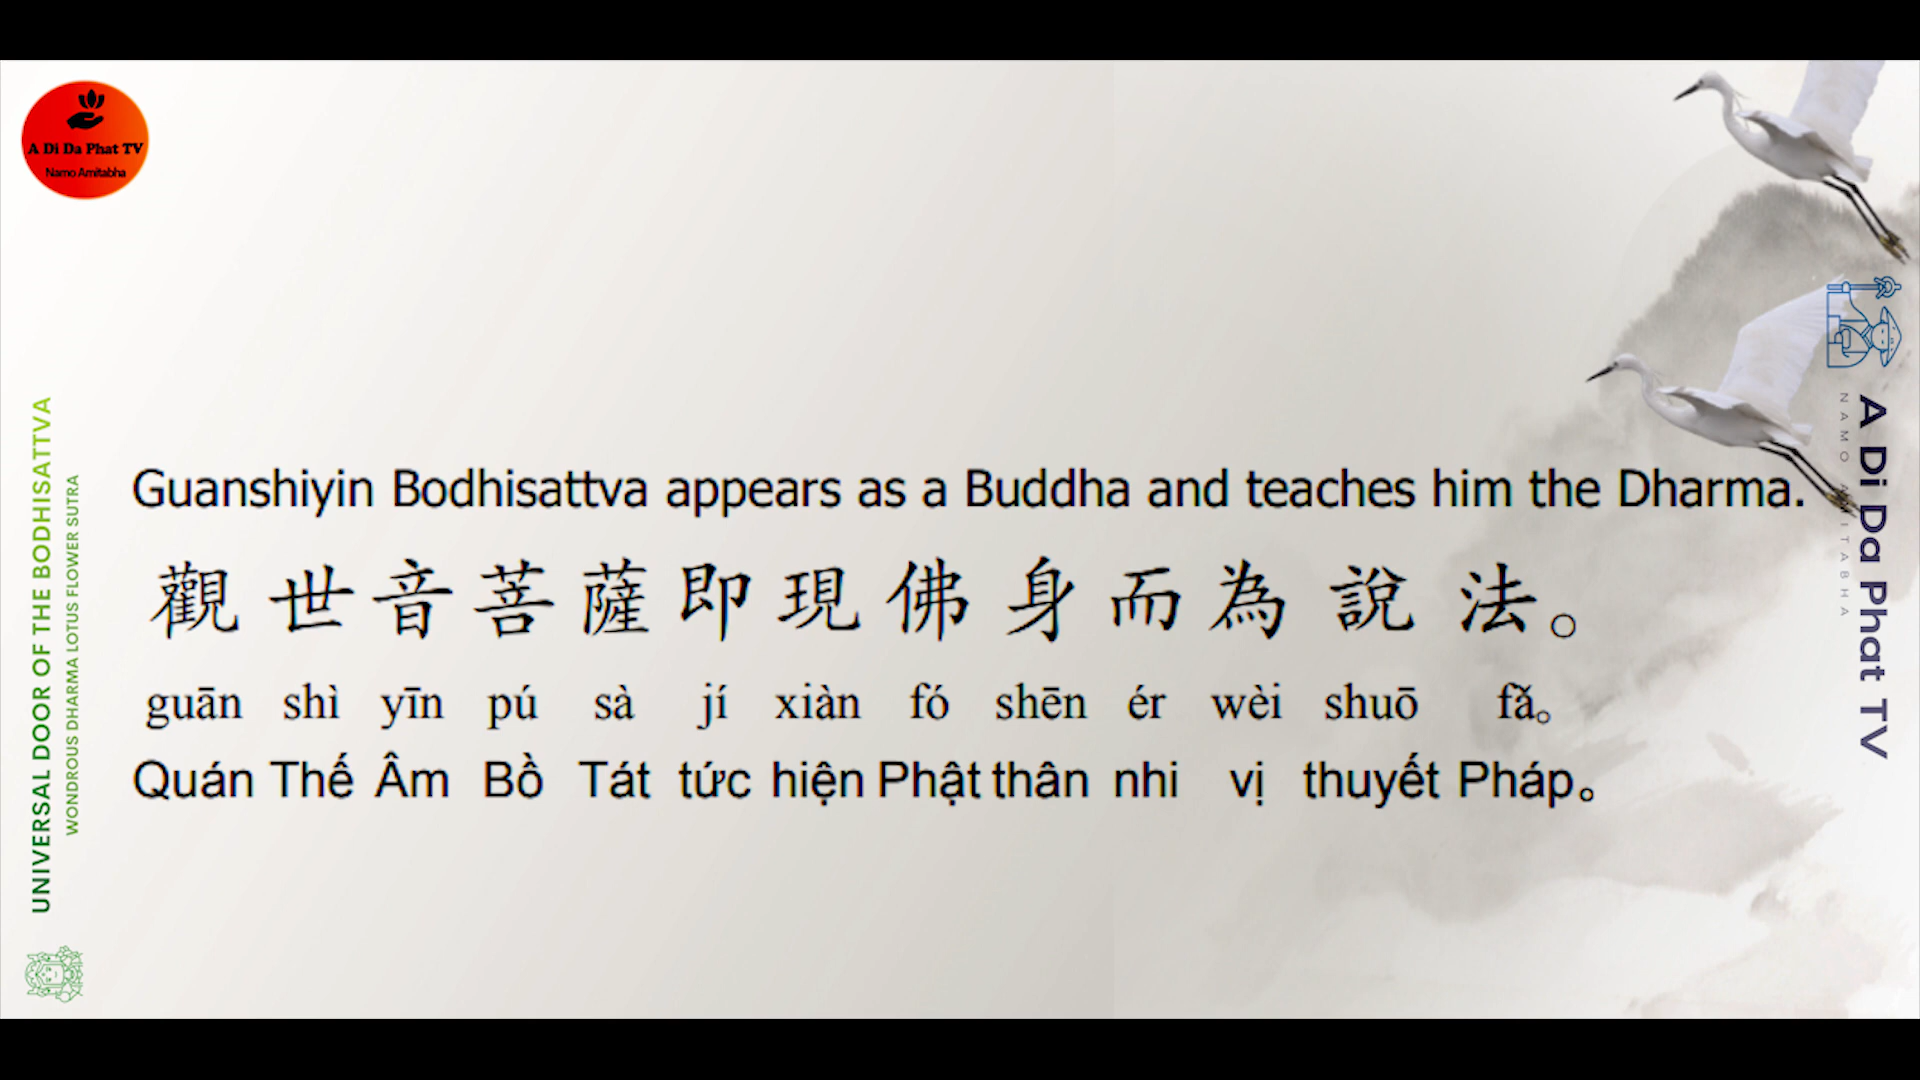 A Di Da Phat TV
Namo Amitabha
UNIVERSAL DOOR OF THE BODHISATTVA
WONDROUS DHARMA LOTUS FLOWER SUTRA
Guanshiyin Bodhisattva appears as a Buddha and teaches him the Dharma.
觀世音菩薩即現佛身而為說法。
guān shì yīn pú sà jí xiàn fó shēn ér wèi shuō fǎ。
Quán Thế Âm Bồ Tát tức hiện Phật thân nhi vị thuyết Pháp。
A Di Da Phat TV
NAMO AMITABHA